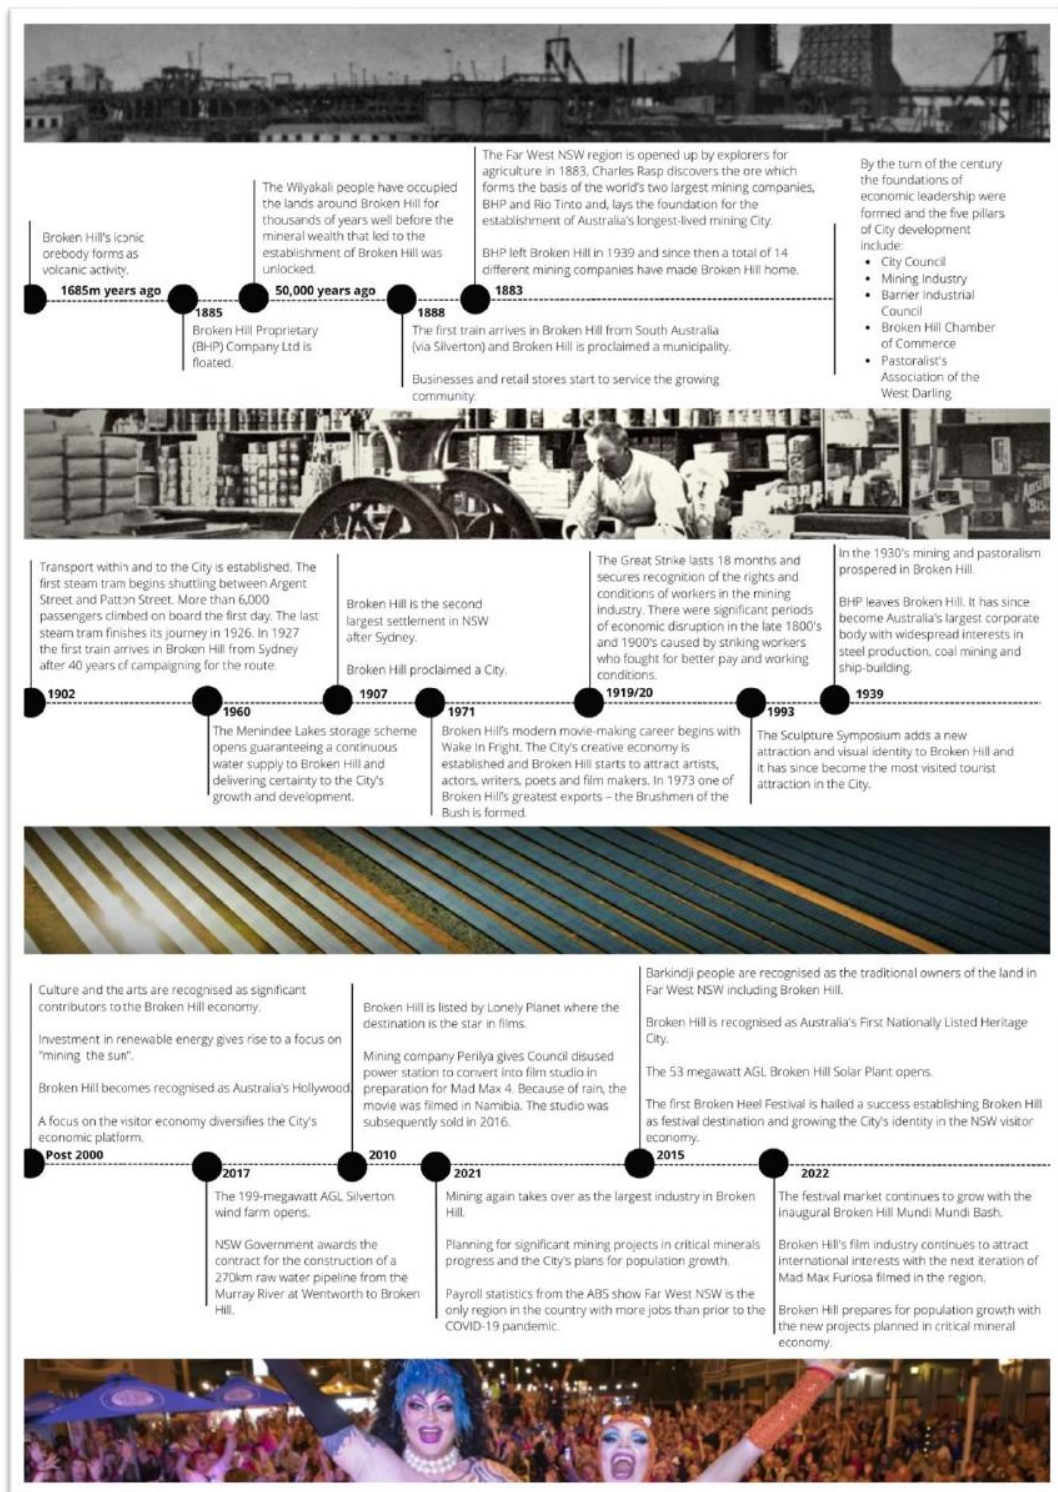 The Far West NSW region is opened up by explorers for
agriculture in 1883, Charles Rasp discovers the ore which
forms the basis of the world's two largest mining companies,
BHP and Rio Tinto and, lays the foundation for the
establishment of Australia's longest-lived mining City.
BHP left Broken Hill in 1939 and since then a total of 14
different mining companies have made Broken Hill home.
By the turn of the century
the foundations of
economic leadership were
formed and the five pillars
of City development
include:
• City Council
• Mining Industry
• Barrier Industrial
Council
• Broken Hill Chamber
of Commerce
• Pastoralist's
Association of the
West Darling
The Wilyakali people have occupied
the lands around Broken Hill for
thousands of years well before the
mineral wealth that led to the
establishment of Broken Hill was
unlocked.
Broken Hill's iconic
orebody forms as
volcanic activity.
1685m years ago
50,000 years ago
1883
1885
Broken Hill Proprietary
(BHP) Company Ltd is
floated.
1888
The first train arrives in Broken Hill from South Australia
(via Silverton) and Broken Hill is proclaimed a municipality.
Businesses and retail stores start to service the growing
community.
Transport within and to the City is established. The
first steam tram begins shuttling between Argent
Street and Patton Street. More than 6,000
passengers climbed on board the first day. The last
steam tram finishes its journey in 1926. In 1927
the first train arrives in Broken Hill from Sydney
after 40 years of campaigning for the route.
Broken Hill is the second
largest settlement in NSW
after Sydney.
Broken Hill proclaimed a City.
The Great Strike lasts 18 months and
secures recognition of the rights and
conditions of workers in the mining
industry. There were significant periods
of economic disruption in the late 1800's
and 1900's caused by striking workers
who fought for better pay and working
conditions.
In the 1930's mining and pastoralism
prospered in Broken Hill.
BHP leaves Broken Hill. It has since
become Australia's largest corporate
body with widespread interests in
steel production, coal mining and
ship-building.
1902
1907
1919/20
1939
1960
The Menindee Lakes storage scheme
opens guaranteeing a continuous
water supply to Broken Hill and
delivering certainty to the City's
growth and development.
1971
Broken Hill's modern movie-making career begins with
Wake In Fright. The City's creative economy is
established and Broken Hill starts to attract artists,
actors, writers, poets and film makers. In 1973 one of
Broken Hill's greatest exports – the Brushmen of the
Bush is formed.
1993
The Sculpture Symposium adds a new
attraction and visual identity to Broken Hill and
it has since become the most visited tourist
attraction in the City.
Culture and the arts are recognised as significant
contributors to the Broken Hill economy.
Investment in renewable energy gives rise to a focus on
"mining the sun".
Broken Hill becomes recognised as Australia's Hollywood.
A focus on the visitor economy diversifies the City's
economic platform.
Broken Hill is listed by Lonely Planet where the
destination is the star in films.
Mining company Perilya gives Council disused
power station to convert into film studio in
preparation for Mad Max 4. Because of rain, the
movie was filmed in Namibia. The studio was
subsequently sold in 2016.
Barkindji people are recognised as the traditional owners of the land in
Far West NSW including Broken Hill.
Broken Hill is recognised as Australia's First Nationally Listed Heritage
City.
The 53 megawatt AGL Broken Hill Solar Plant opens.
The first Broken Heel Festival is hailed a success establishing Broken Hill
as festival destination and growing the City's identity in the NSW visitor
economy.
Post 2000
2010
2015
2017
The 199-megawatt AGL Silverton
wind farm opens.
NSW Government awards the
contract for the construction of a
270km raw water pipeline from the
Murray River at Wentworth to Broken
Hill.
2021
Mining again takes over as the largest industry in Broken
Hill.
Planning for significant mining projects in critical minerals
progress and the City's plans for population growth.
Payroll statistics from the ABS show Far West NSW is the
only region in the country with more jobs than prior to the
COVID-19 pandemic.
2022
The festival market continues to grow with the
inaugural Broken Hill Mundi Mundi Bash.
Broken Hill's film industry continues to attract
international interests with the next iteration of
Mad Max Furiosa filmed in the region.
Broken Hill prepares for population growth with
the new projects planned in critical mineral
economy.